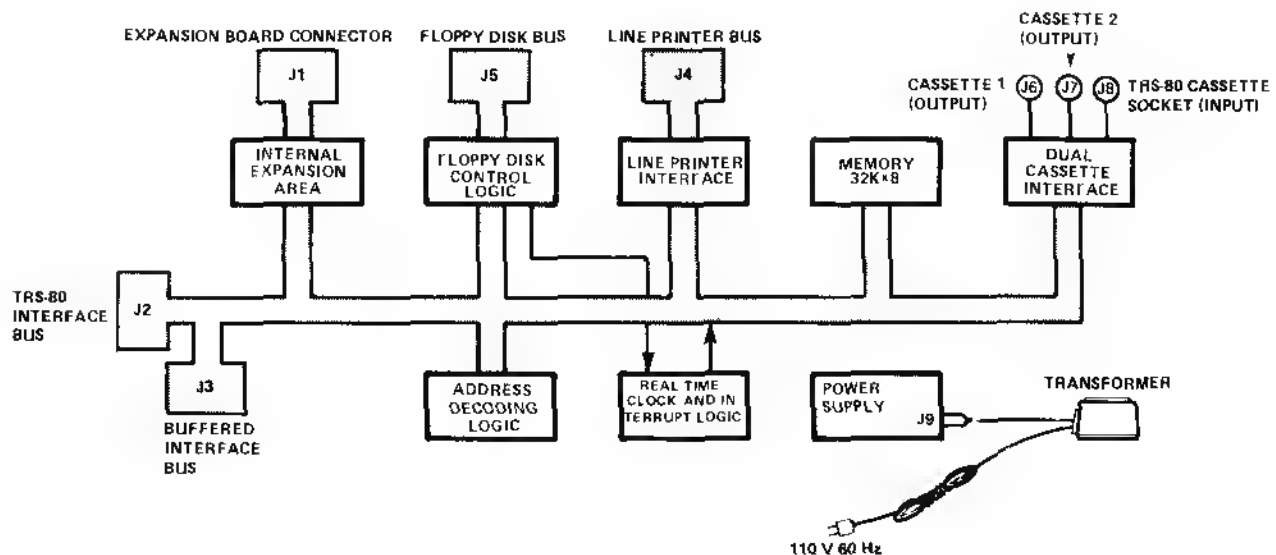 EXPANSION BOARD CONNECTOR
J1
INTERNAL
EXPANSION
AREA
FLOPPY DISK BUS
J5
FLOPPY DISK
CONTROL
LOGIC
LINE PRINTER BUS
J4
LINE PRINTER
INTERFACE
MEMORY
32K×8
CASSETTE 2
(OUTPUT)
CASSETTE 1
(OUTPUT)
J6
J7
J8
TRS-80 CASSETTE
SOCKET (INPUT)
DUAL
CASSETTE
INTERFACE
TRS-80
INTERFACE
BUS
J2
J3
BUFFERED
INTERFACE
BUS
ADDRESS
DECODING
LOGIC
REAL TIME
CLOCK AND IN
TERRUPT LOGIC
POWER
SUPPLY
J9
TRANSFORMER
110 V 60 Hz